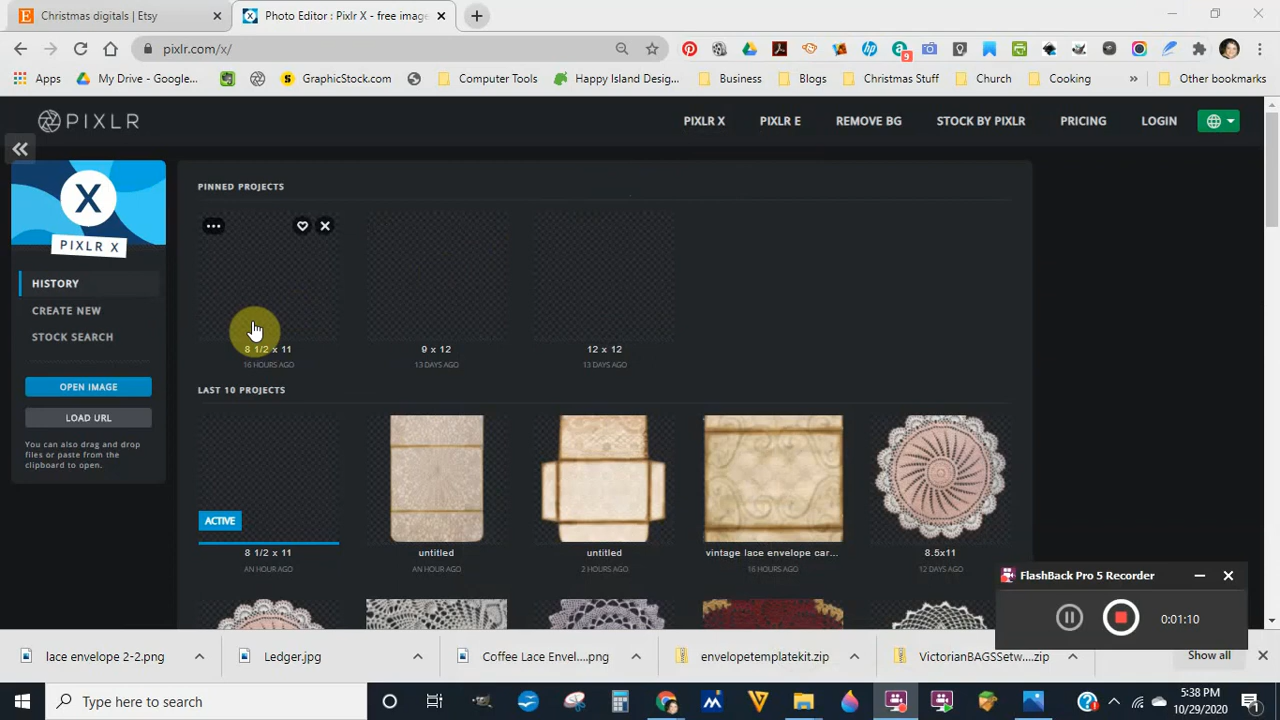 Christmas digitals | Etsy
Photo Editor : Pixlr X - free image
pixlr.com/x/
9
Apps
My Drive - Google...
GraphicStock.com
Computer Tools
Happy Island Desig...
Business
Blogs
Christmas Stuff
Church
Cooking
»
Other bookmarks
PIXLR
PIXLR X
PIXLR E
REMOVE BG
STOCK BY PIXLR
PRICING
LOGIN
X
PIXLR X
HISTORY
CREATE NEW
STOCK SEARCH
OPEN IMAGE
LOAD URL
You can also drag and drop
files or paste from the
clipboard to open.
PINNED PROJECTS
8 1/2 x 11
16 HOURS AGO
9 x 12
13 DAYS AGO
12 x 12
13 DAYS AGO
LAST 10 PROJECTS
ACTIVE
8 1/2 x 11
AN HOUR AGO
untitled
AN HOUR AGO
untitled
2 HOURS AGO
vintage lace envelope car...
16 HOURS AGO
8.5x11
12 DAYS AGO
FlashBack Pro 5 Recorder
0:01:10
lace envelope 2-2.png
Ledger.jpg
Coffee Lace Envel....png
envelopetemplatekit.zip
VictorianBAGSSetw....zip
Show all
Type here to search
5:38 PM
10/29/2020
1